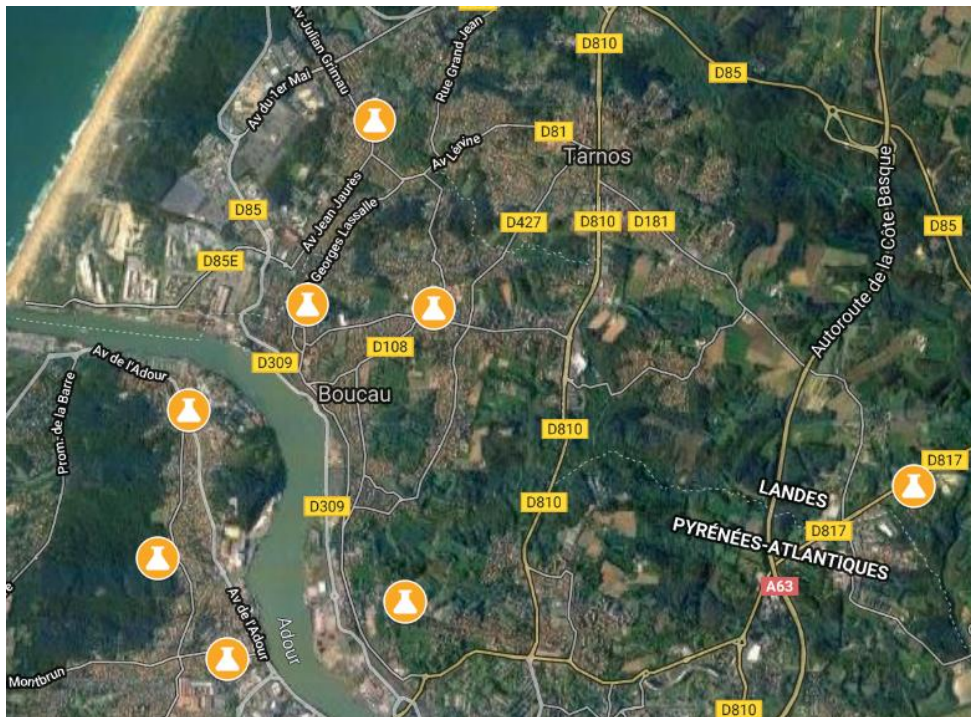 Av Julian Grimau
Rue Grand Jean
D810
D85
Av du 1er Mai
Av Lénine
D81
Tarnos
Av Jean Jaurès
Georges Lassalle
D85
D427
D810
D181
D85
D85E
Autoroute de la Côte Basque
Av de l'Adour
D309
D108
Boucau
Prom. de la Barre
D810
D817
LANDES
D309
D810
D817
PYRÉNÉES-ATLANTIQUES
A63
Av de l'Adour
Adour
Montbrun
D810